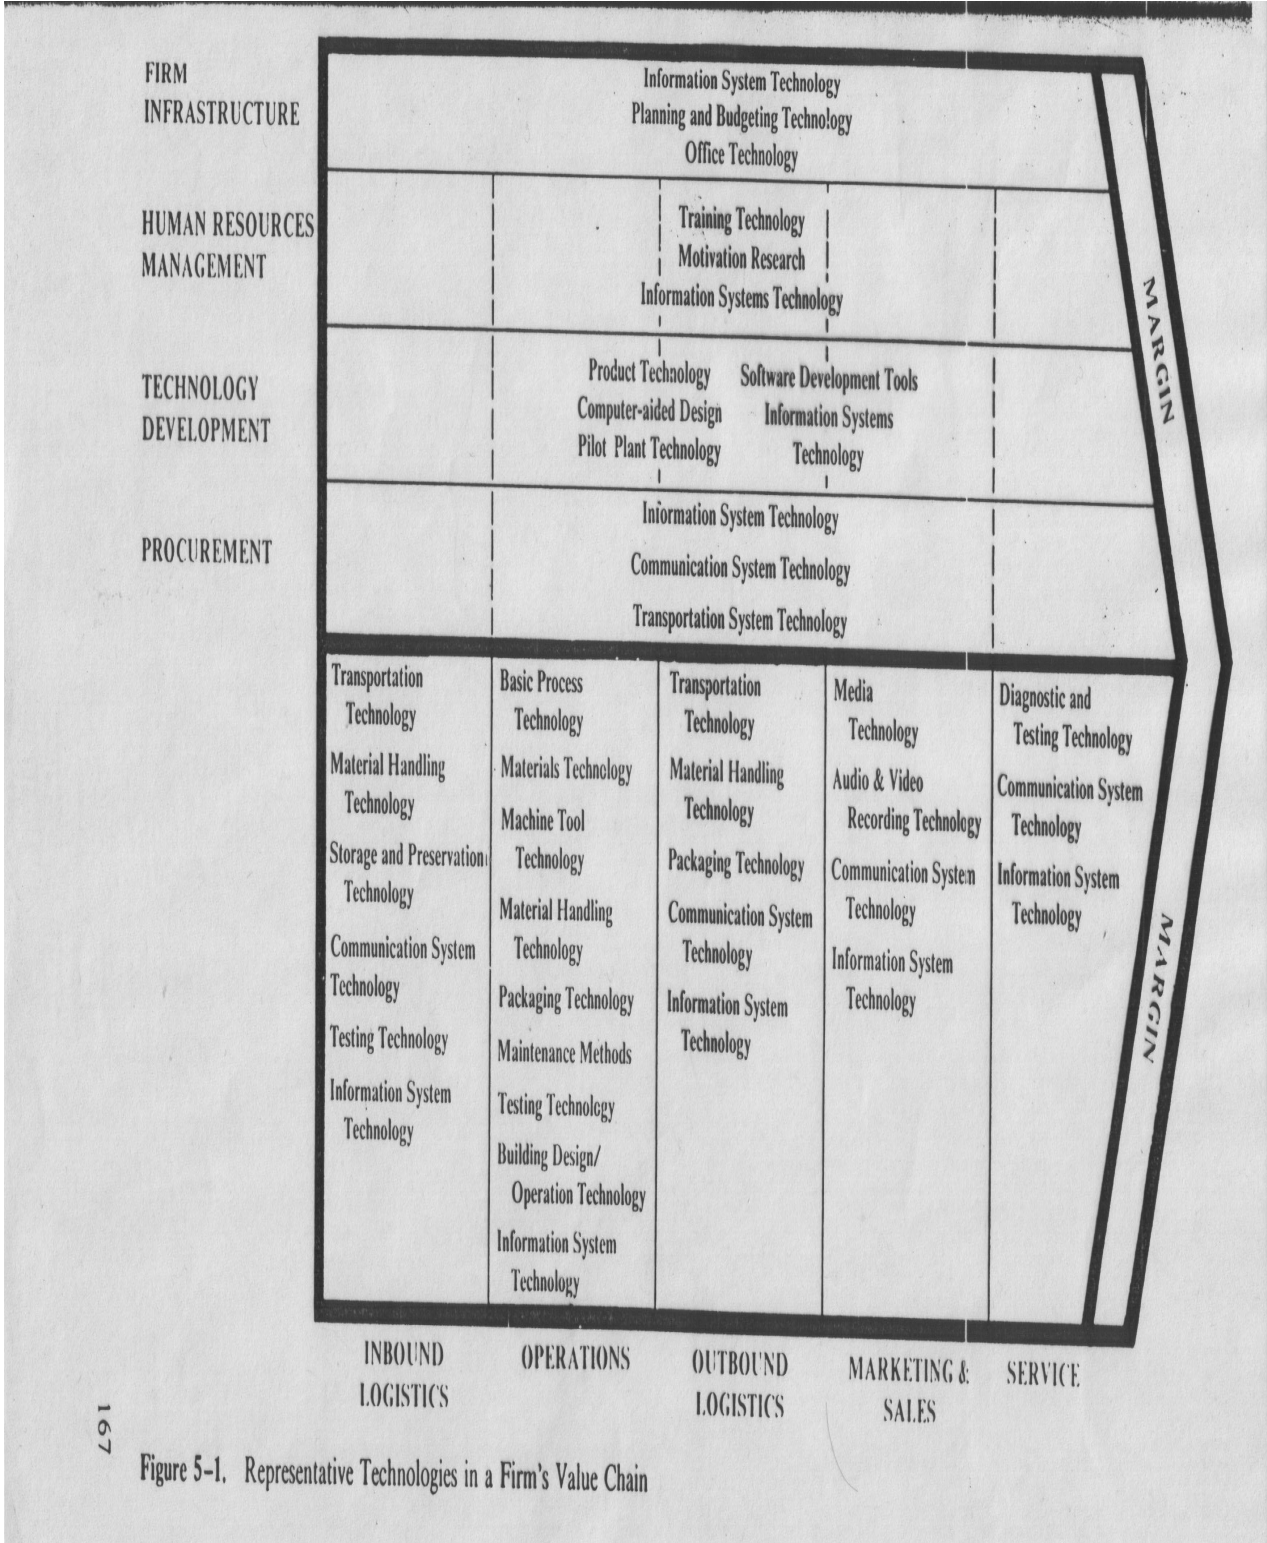 FIRM
INFRASTRUCTURE
Information System Technology
Planning and Budgeting Technology
Office Technology
HUMAN RESOURCES
MANAGEMENT
Training Technology
Motivation Research
Information Systems Technology
TECHNOLOGY
DEVELOPMENT
Product Technology
Computer-aided Design
Pilot Plant Technology
Software Development Tools
Information Systems
Technology
PROCUREMENT
Information System Technology
Communication System Technology
Transportation System Technology
MARGIN
Transportation
Technology
Material Handling
Technology
Storage and Preservation
Technology
Communication System
Technology
Testing Technology
Information System
Technology
Basic Process
Technology
Materials Technology
Machine Tool
Technology
Material Handling
Technology
Packaging Technology
Maintenance Methods
Testing Technology
Building Design/
Operation Technology
Information System
Technology
Transportation
Technology
Material Handling
Technology
Packaging Technology
Communication System
Technology
Information System
Technology
Media
Technology
Audio & Video
Recording Technology
Communication System
Technology
Information System
Technology
Diagnostic and
Testing Technology
Communication System
Technology
Information System
Technology
MARGIN
INBOUND
LOGISTICS
OPERATIONS
OUTBOUND
LOGISTICS
MARKETING &
SALES
SERVICE
167
Figure 5–1. Representative Technologies in a Firm's Value Chain